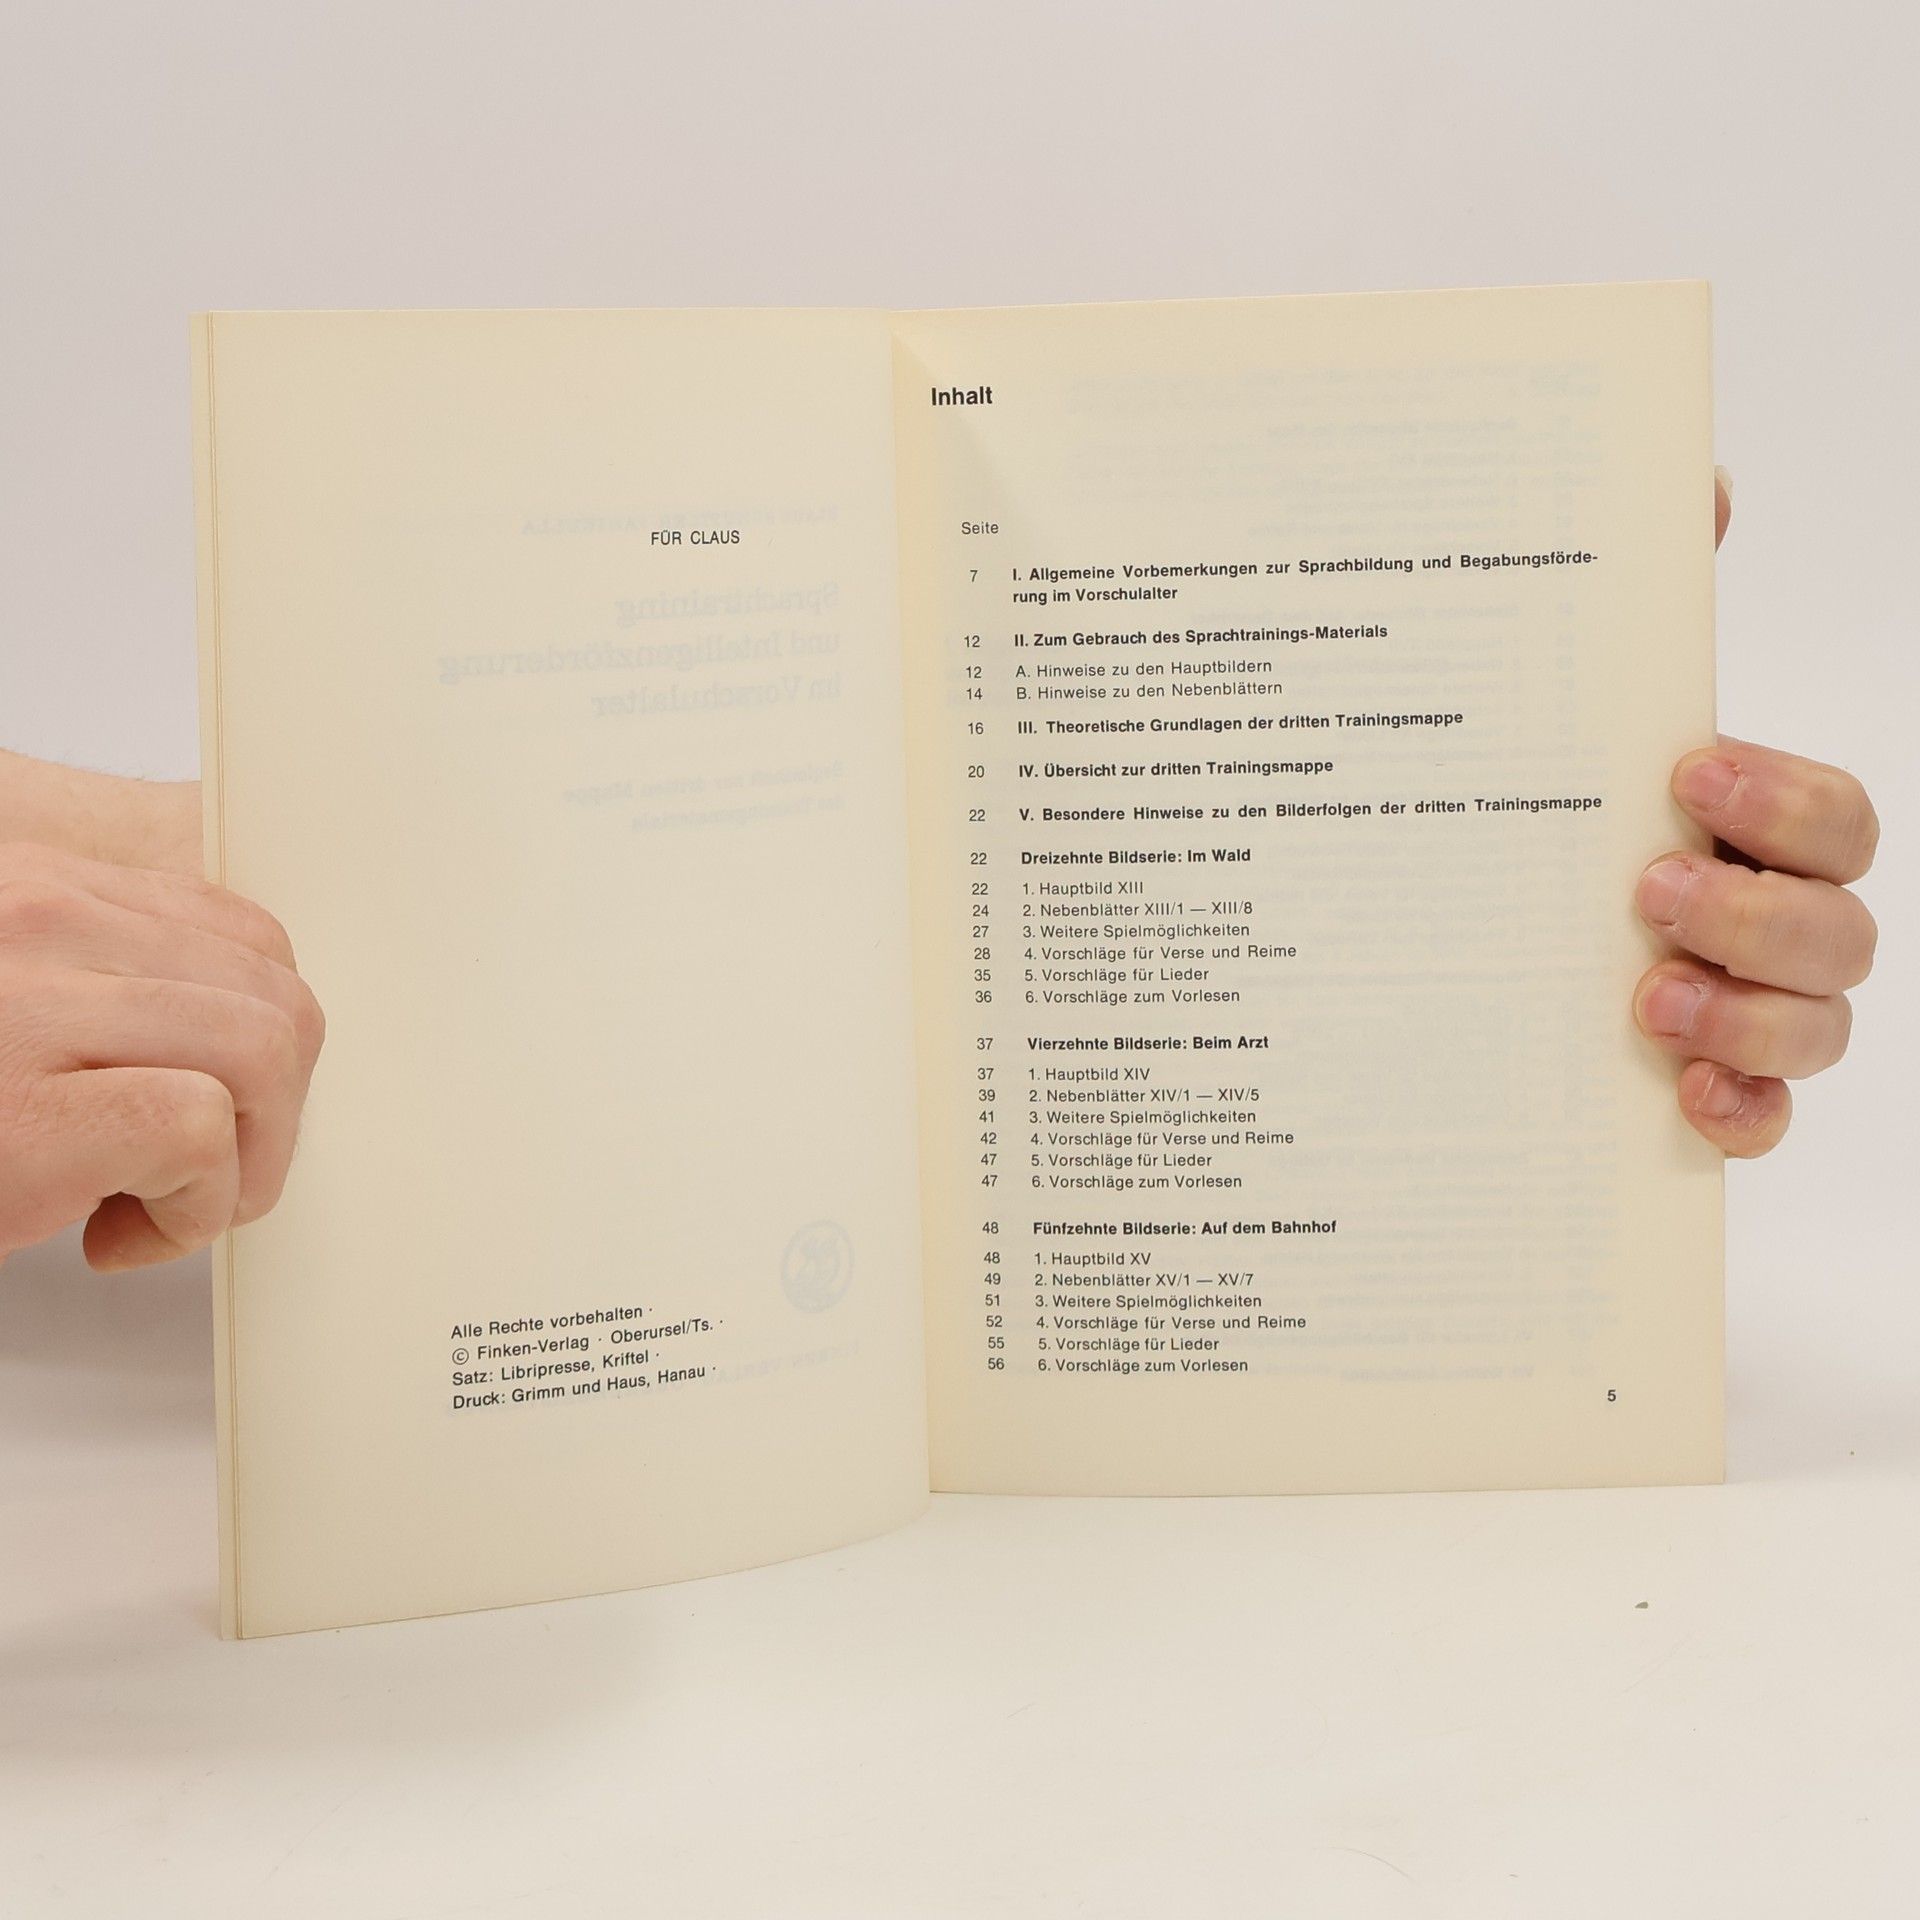 FÜR CLAUS
Alle Rechte vorbehalten ·
© Finken-Verlag · Oberursel/Ts. ·
Satz: Libripresse, Kriftel ·
Druck: Grimm und Haus, Hanau ·
Inhalt
Seite
7 I. Allgemeine Vorbemerkungen zur Sprachbildung und Begabungsförde-
rung im Vorschulalter
12 II. Zum Gebrauch des Sprachtrainings-Materials
12 A. Hinweise zu den Hauptbildern
14 B. Hinweise zu den Nebenblättern
16 III. Theoretische Grundlagen der dritten Trainingsmappe
20 IV. Übersicht zur dritten Trainingsmappe
22 V. Besondere Hinweise zu den Bilderfolgen der dritten Trainingsmappe
22 Dreizehnte Bildserie: Im Wald
22 1. Hauptbild XIII
24 2. Nebenblätter XIII/1 — XIII/8
27 3. Weitere Spielmöglichkeiten
28 4. Vorschläge für Verse und Reime
35 5. Vorschläge für Lieder
36 6. Vorschläge zum Vorlesen
37 Vierzehnte Bildserie: Beim Arzt
37 1. Hauptbild XIV
39 2. Nebenblätter XIV/1 — XIV/5
41 3. Weitere Spielmöglichkeiten
42 4. Vorschläge für Verse und Reime
47 5. Vorschläge für Lieder
47 6. Vorschläge zum Vorlesen
48 Fünfzehnte Bildserie: Auf dem Bahnhof
48 1. Hauptbild XV
49 2. Nebenblätter XV/1 — XV/7
51 3. Weitere Spielmöglichkeiten
52 4. Vorschläge für Verse und Reime
55 5. Vorschläge für Lieder
56 6. Vorschläge zum Vorlesen
5